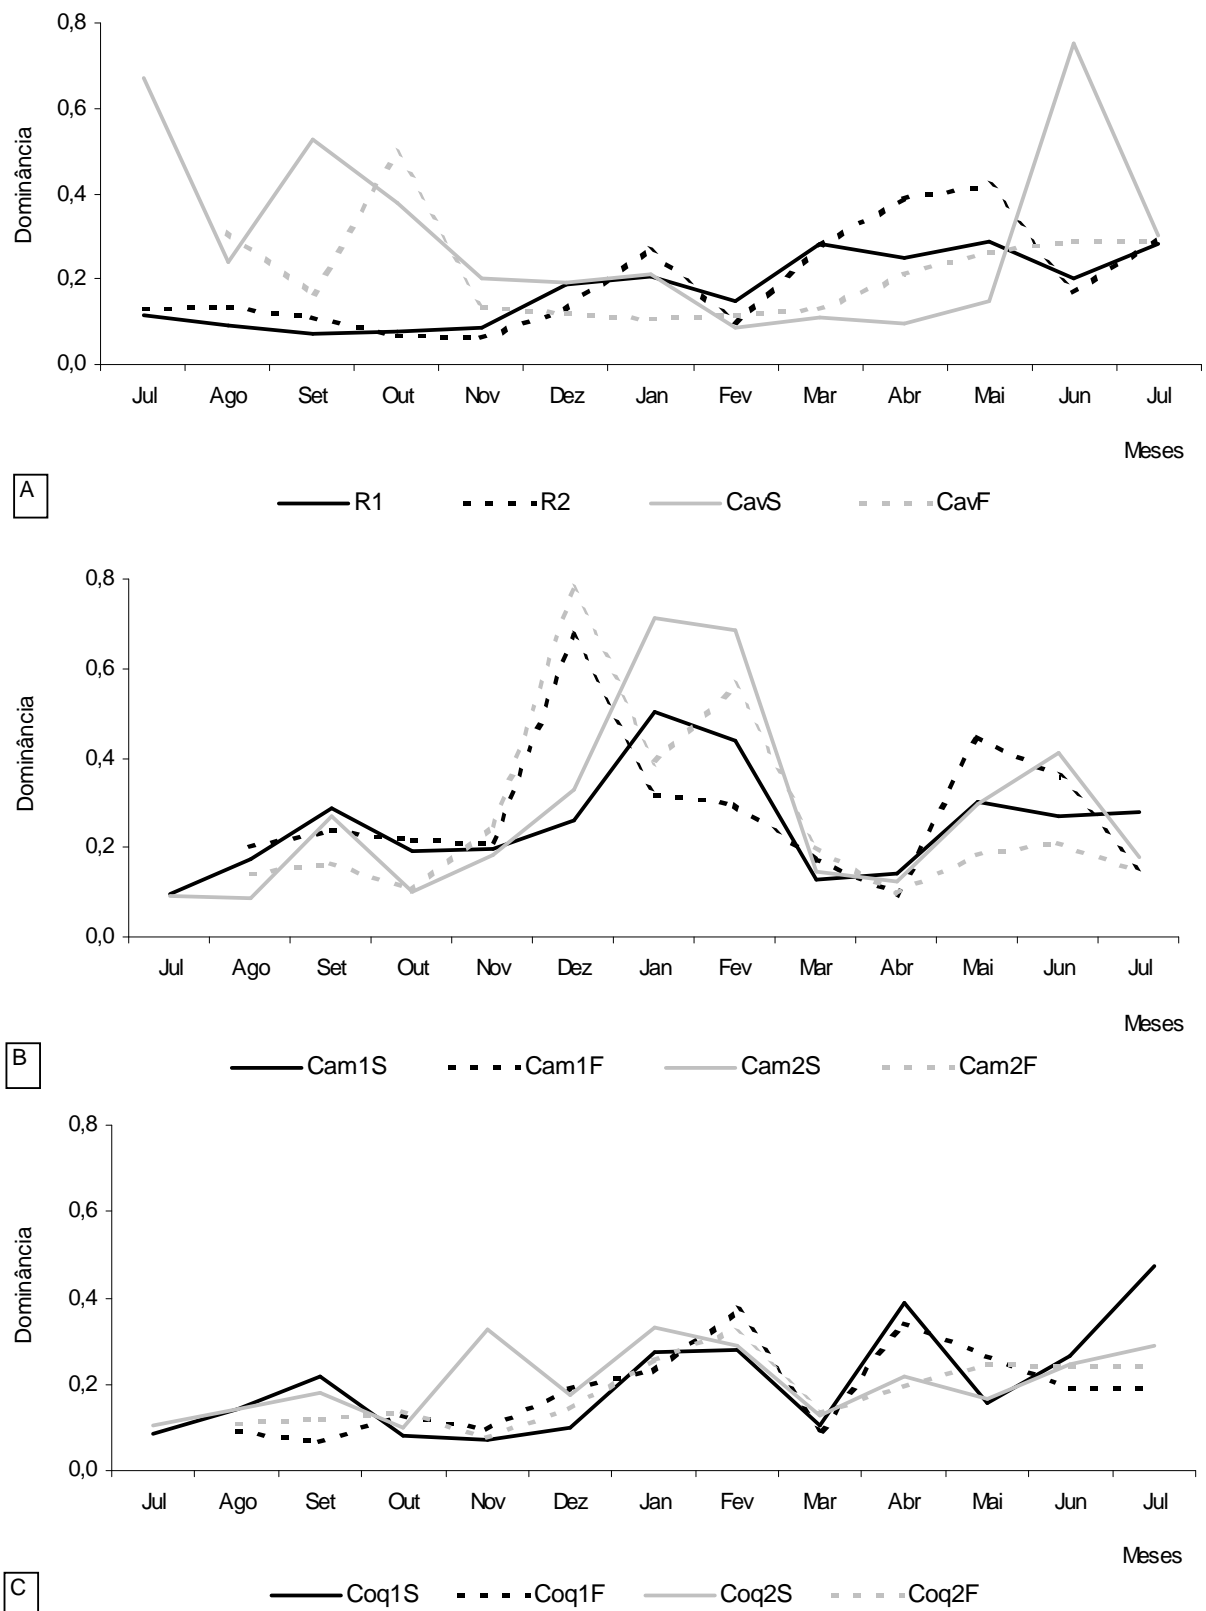 0,8
0,6
0,4
0,2
0,0
Dominância
Jul Ago Set Out Nov Dez Jan Fev Mar Abr Mai Jun Jul
Meses
A
R1 R2 CavS CavF
0,8
0,6
0,4
0,2
0,0
Dominância
Jul Ago Set Out Nov Dez Jan Fev Mar Abr Mai Jun Jul
Meses
B
Cam1S Cam1F Cam2S Cam2F
0,8
0,6
0,4
0,2
0,0
Dominância
Jul Ago Set Out Nov Dez Jan Fev Mar Abr Mai Jun Jul
Meses
C
Coq1S Coq1F Coq2S Coq2F